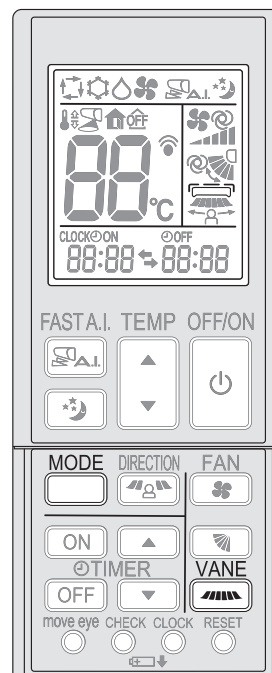 A.I.
OFF
88
°C
CLOCK ON OFF
88:88 88:88
FAST A.I. TEMP OFF/ON
A.I.
MODE DIRECTION FAN
ON
TIMER VANE
OFF
move eye CHECK CLOCK RESET